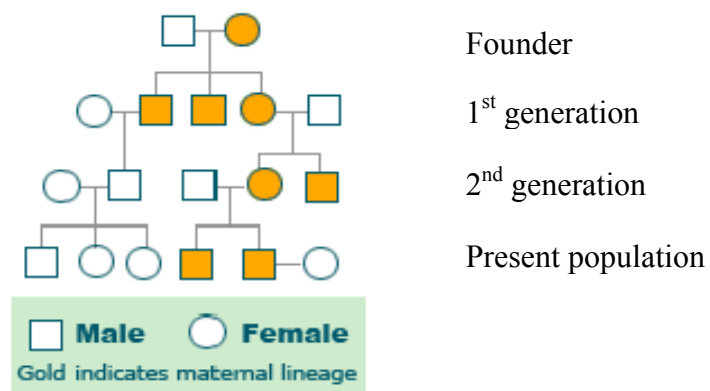 Founder
1st generation
2nd generation
Present population
Male Female
Gold indicates maternal lineage